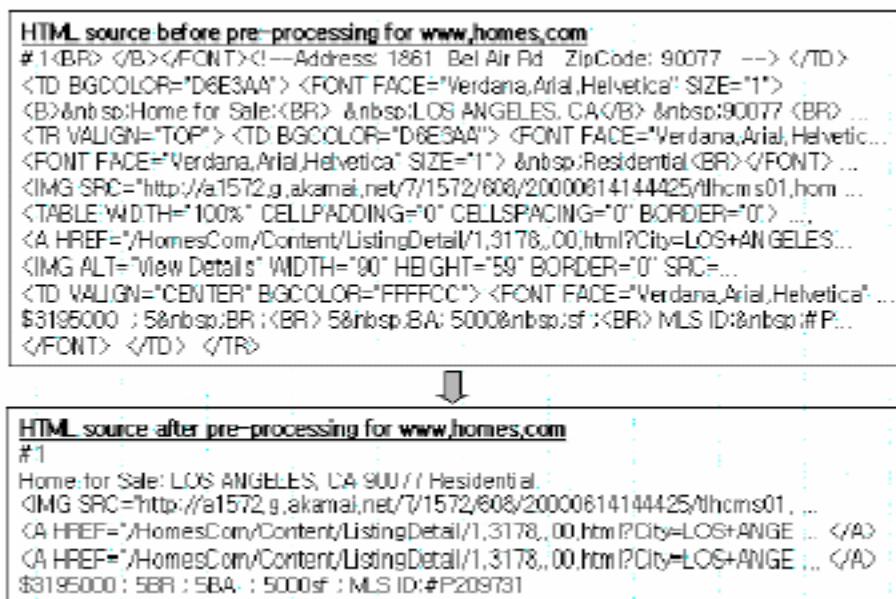 HTML source before pre-processing for www,homes,com
#1<BR> </B></FONT><!--Address: 1861 Bel Air Rd ZipCode: 90077 --> </TD>
<TD BGCOLOR="D6E3AA"> <FONT FACE="Verdana,Arial,Helvetica" SIZE="1">
<B>&nbsp;Home for Sale:<BR> &nbsp;LOS ANGELES, CA</B> &nbsp;90077 <BR> ...
<TR VALIGN="TOP"> <TD BGCOLOR="D6E3AA"> <FONT FACE="Verdana,Arial,Helvetic...
<FONT FACE="Verdana,Arial,Helvetica" SIZE="1"> &nbsp;Residential<BR></FONT> ...
<IMG SRC="http://a1572,g,akamai,net/7/1572/608/20000614144425/tlhcms01,hom ...
<TABLE WIDTH="100%" CELLPADDING="0" CELLSPACING="0" BORDER="0"> ...,
<A HREF="/HomesCom/Content/ListingDetail/1,3178,,00,html?City=LOS+ANGELES...
<IMG ALT="View Details" WIDTH="90" HEIGHT="59" BORDER="0" SRC=...
<TD VALIGN="CENTER" BGCOLOR="FFFFCC"> <FONT FACE="Verdana,Arial,Helvetica" ...
$3195000 ; 5&nbsp;BR ;<BR> 5&nbsp;BA; 5000&nbsp;sf ;<BR> MLS ID:&nbsp;#P...
</FONT> </TD> </TR>
HTML source after pre-processing for www,homes,com
#1
Home for Sale: LOS ANGELES, CA 90077 Residential
<IMG SRC="http://a1572,g,akamai,net/7/1572/608/20000614144425/tlhcms01, ...
<A HREF="/HomesCom/Content/ListingDetail/1,3178,,00,html?City=LOS+ANGE ... </A>
<A HREF="/HomesCom/Content/ListingDetail/1,3178,,00,html?City=LOS+ANGE ... </A>
$3195000 ; 5BR ; 5BA ; 5000sf ; MLS ID:#P209731